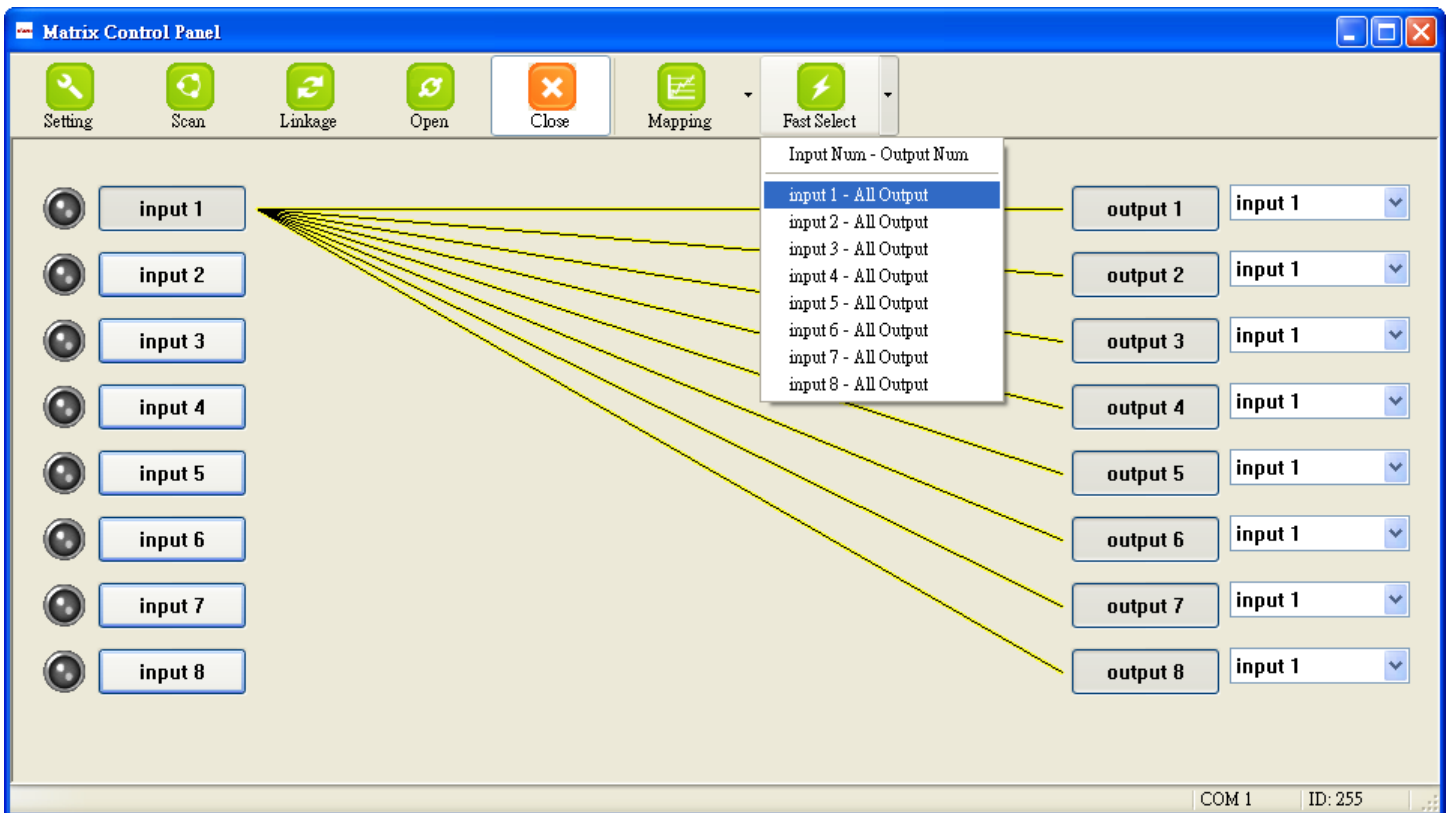 Matrix Control Panel
Setting Scan Linkage Open Close Mapping Fast Select
Input Num - Output Num
input 1 - All Output
input 2 - All Output
input 3 - All Output
input 4 - All Output
input 5 - All Output
input 6 - All Output
input 7 - All Output
input 8 - All Output
input 1 output 1 input 1
input 2 output 2 input 1
input 3 output 3 input 1
input 4 output 4 input 1
input 5 output 5 input 1
input 6 output 6 input 1
input 7 output 7 input 1
input 8 output 8 input 1
COM 1 ID: 255